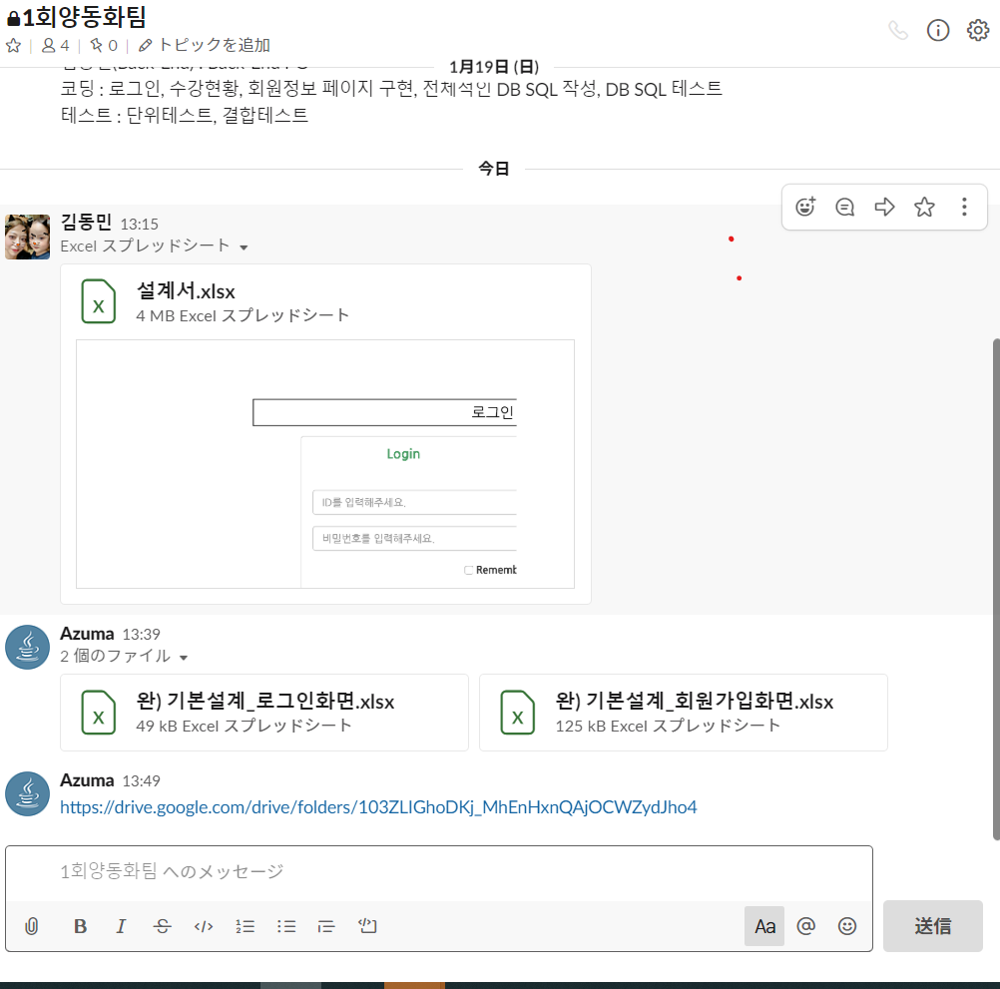 1회양동화팀
4 | 0 | トピックを追加
1月19日 (日)
코딩 : 로그인, 수강현황, 회원정보 페이지 구현, 전체적인 DB SQL 작성, DB SQL 테스트
테스트 : 단위테스트, 결합테스트
今日
김동민 13:15
Excel スプレッドシート
설계서.xlsx
4 MB Excel スプレッドシート
로그인
Login
ID를 입력해주세요.
비밀번호를 입력해주세요.
Rememb
Azuma 13:39
2 個のファイル
완) 기본설계_로그인화면.xlsx
49 kB Excel スプレッドシート
완) 기본설계_회원가입화면.xlsx
125 kB Excel スプレッドシート
Azuma 13:49
https://drive.google.com/drive/folders/103ZLIGhoDKj_MhEnHxnQAjOCWZydJho4
1회양동화팀 へのメッセージ
B I S </> Aa @
送信